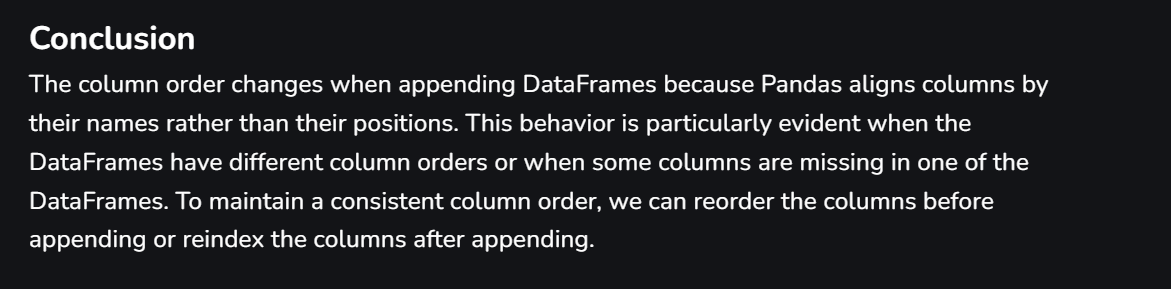 Conclusion
The column order changes when appending DataFrames because Pandas aligns columns by
their names rather than their positions. This behavior is particularly evident when the
DataFrames have different column orders or when some columns are missing in one of the
DataFrames. To maintain a consistent column order, we can reorder the columns before
appending or reindex the columns after appending.